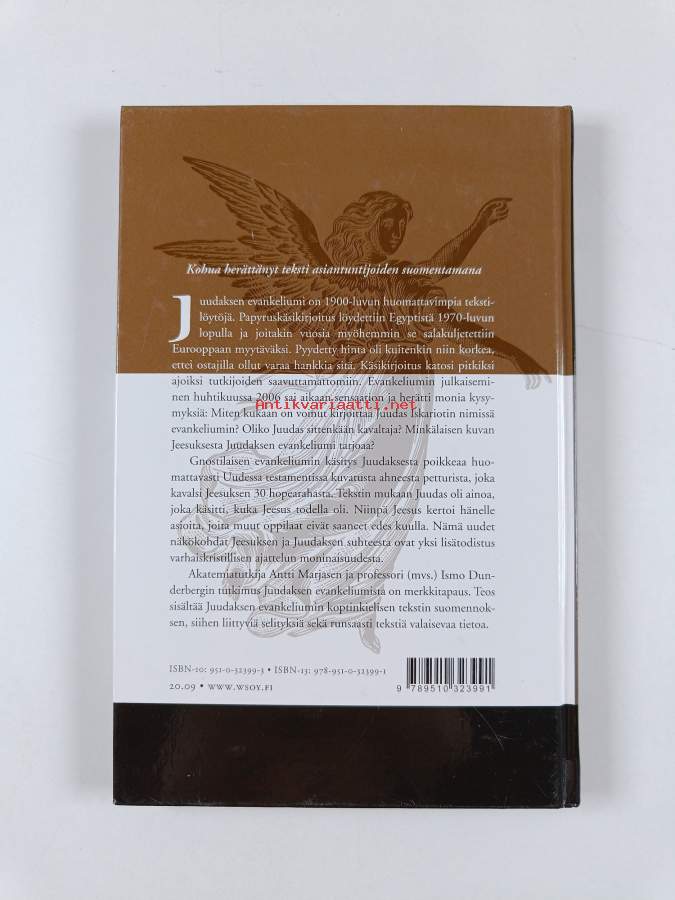 Kohua herättänyt teksti asiantuntijoiden suomentamana
Juudaksen evankeliumi on 1900-luvun huomattavimpia teksti-
löytöjä. Papyruskäsikirjoitus löydettiin Egyptistä 1970-luvun
lopulla ja joitakin vuosia myöhemmin se salakuljetettiin
Eurooppaan myytäväksi. Pyydetty hinta oli kuitenkin niin korkea,
ettei ostajilla ollut varaa hankkia sitä. Käsikirjoitus katosi pitkiksi
ajoiksi tutkijoiden saavuttamattomiin. Evankeliumin julkaisemi-
nen huhtikuussa 2006 sai aikaan sensaation ja herätti monia kysy-
myksiä: Miten kukaan on voinut kirjoittaa Juudas Iskariotin nimissä
evankeliumin? Oliko Juudas sittenkään kavaltaja? Minkälaisen kuvan
Jeesuksesta Juudaksen evankeliumi tarjoaa?
Gnostilaisen evankeliumin käsitys Juudaksesta poikkeaa huo-
mattavasti Uudessa testamentissa kuvatusta ahneesta petturista, joka
kavalsi Jeesuksen 30 hopearahasta. Tekstin mukaan Juudas oli ainoa,
joka käsitti, kuka Jeesus todella oli. Niinpä Jeesus kertoi hänelle
asioita, joita muut oppilaat eivät saaneet edes kuulla. Nämä uudet
näkökohdat Jeesuksen ja Juudaksen suhteesta ovat yksi lisätodistus
varhaiskristillisen ajattelun moninaisuudesta.
Akatemiatutkija Antti Marjasen ja professori (mvs.) Ismo Dun-
derbergin tutkimus Juudaksen evankeliumista on merkkitapaus. Teos
sisältää Juudaksen evankeliumin koptinkielisen tekstin suomennok-
sen, siihen liittyviä selityksiä sekä runsaasti tekstiä valaisevaa tietoa.
ISBN-10: 951-0-32399-3 • ISBN-13: 978-951-0-32399-1
20.09 • WWW.WSOY.FI
9 789510 323991
Antikvariaatti.net